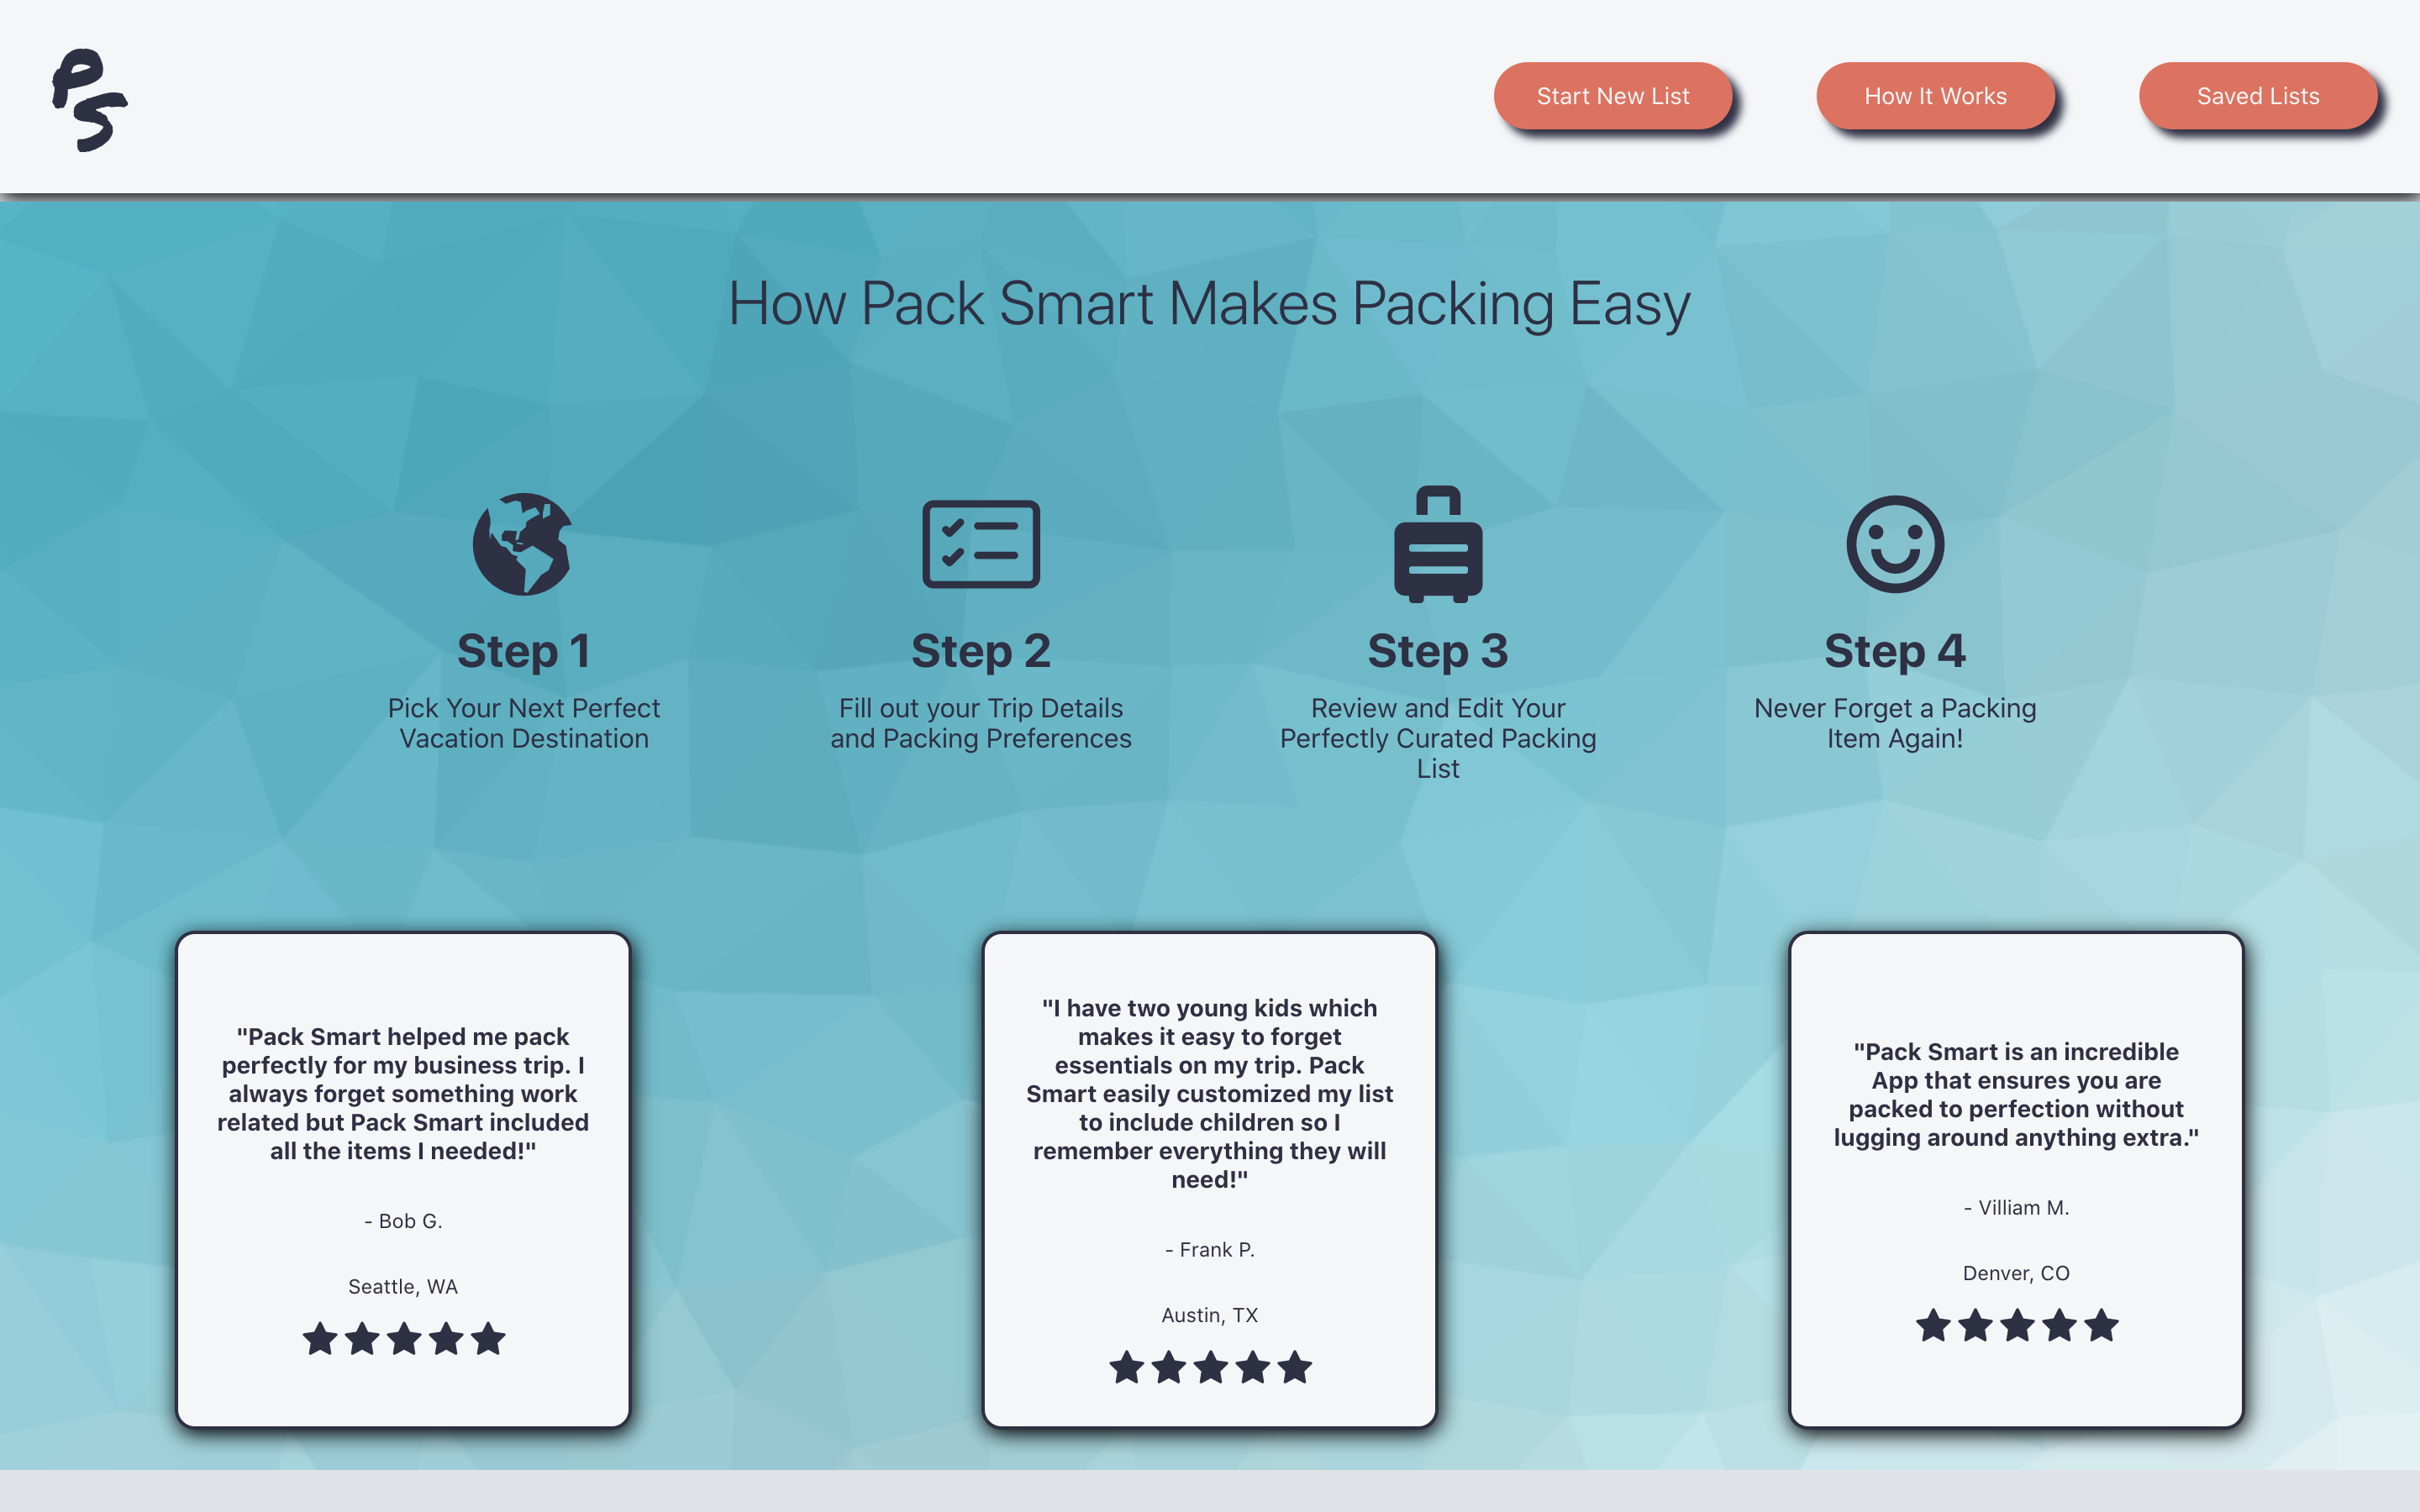 PS
Start New List
How It Works
Saved Lists
How Pack Smart Makes Packing Easy
Step 1
Pick Your Next Perfect
Vacation Destination
Step 2
Fill out your Trip Details
and Packing Preferences
Step 3
Review and Edit Your
Perfectly Curated Packing
List
Step 4
Never Forget a Packing
Item Again!
"Pack Smart helped me pack
perfectly for my business trip. I
always forget something work
related but Pack Smart included
all the items I needed!"
- Bob G.
Seattle, WA
"I have two young kids which
makes it easy to forget
essentials on my trip. Pack
Smart easily customized my list
to include children so I
remember everything they will
need!"
- Frank P.
Austin, TX
"Pack Smart is an incredible
App that ensures you are
packed to perfection without
lugging around anything extra."
- Villiam M.
Denver, CO